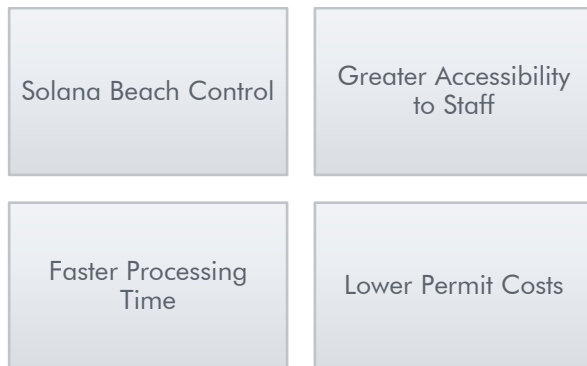 Solana Beach Control
Greater Accessibility
to Staff
Faster Processing
Time
Lower Permit Costs